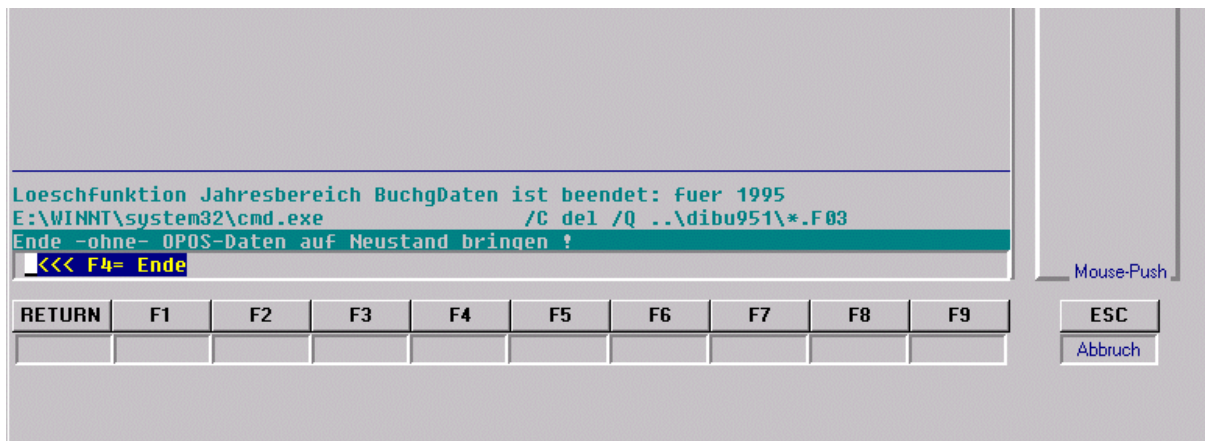 Loeschfunktion Jahresbereich BuchgDaten ist beendet: fuer 1995
E:\WINNT\system32\cmd.exe /C del /Q ..\dibu951\*.F03
Ende -ohne- OPOS-Daten auf Neustand bringen !
<<< F4= Ende
Mouse-Push
RETURN F1 F2 F3 F4 F5 F6 F7 F8 F9 ESC
Abbruch